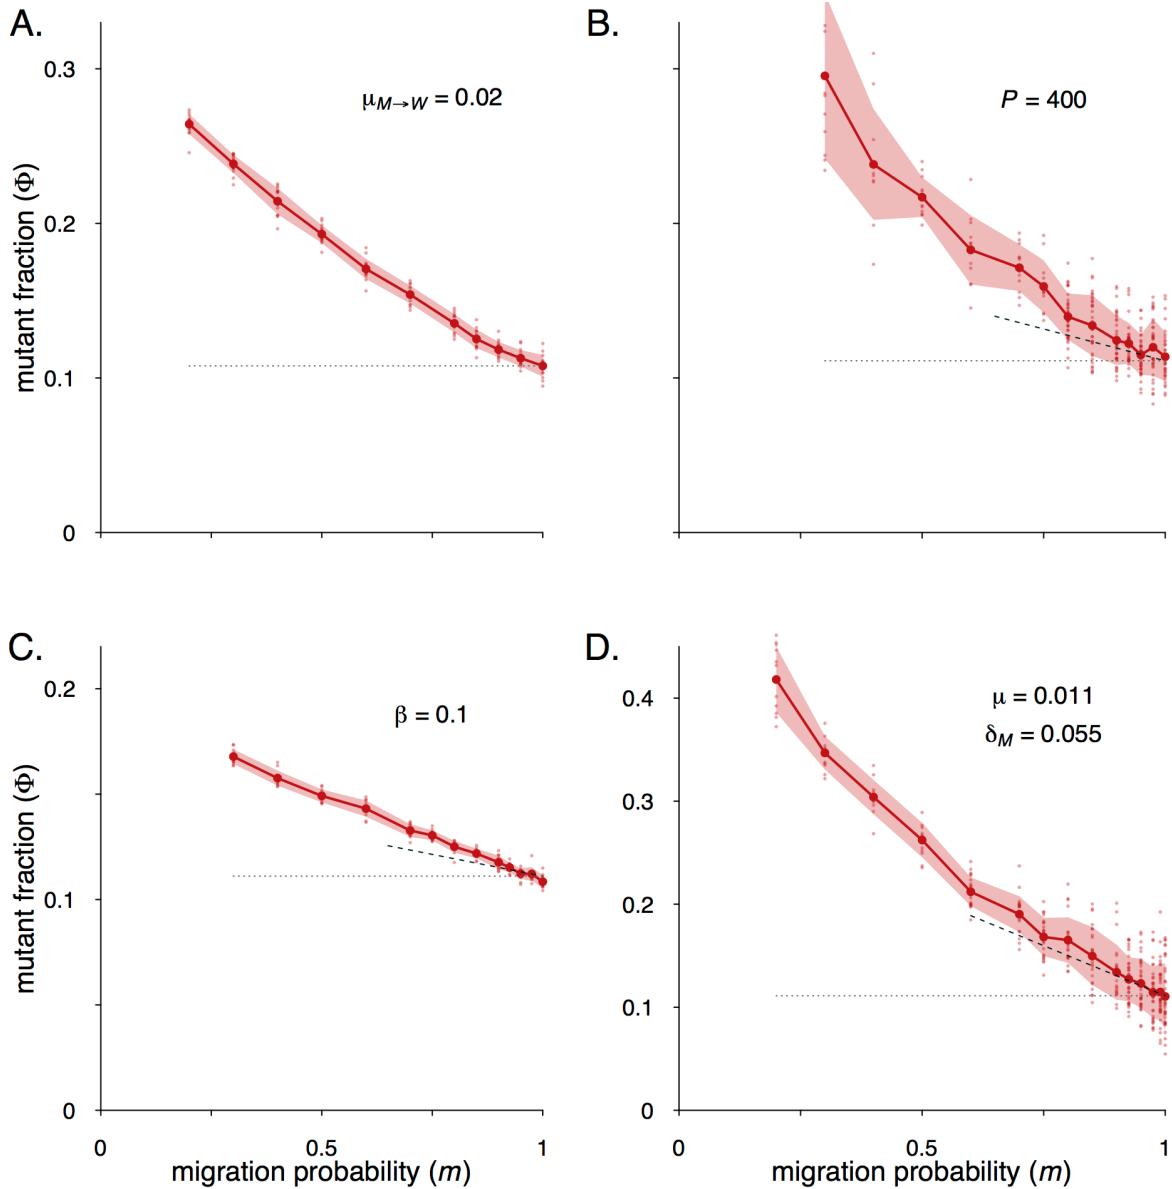 A.
B.
μM→W = 0.02
P = 400
mutant fraction (Φ)
0.3
0.2
0.1
0
C.
D.
β = 0.1
μ = 0.011
δM = 0.055
mutant fraction (Φ)
0.2
0.1
0
0.4
0.3
0.2
0.1
0
0 0.5 1
0 0.5 1
migration probability (m)
migration probability (m)